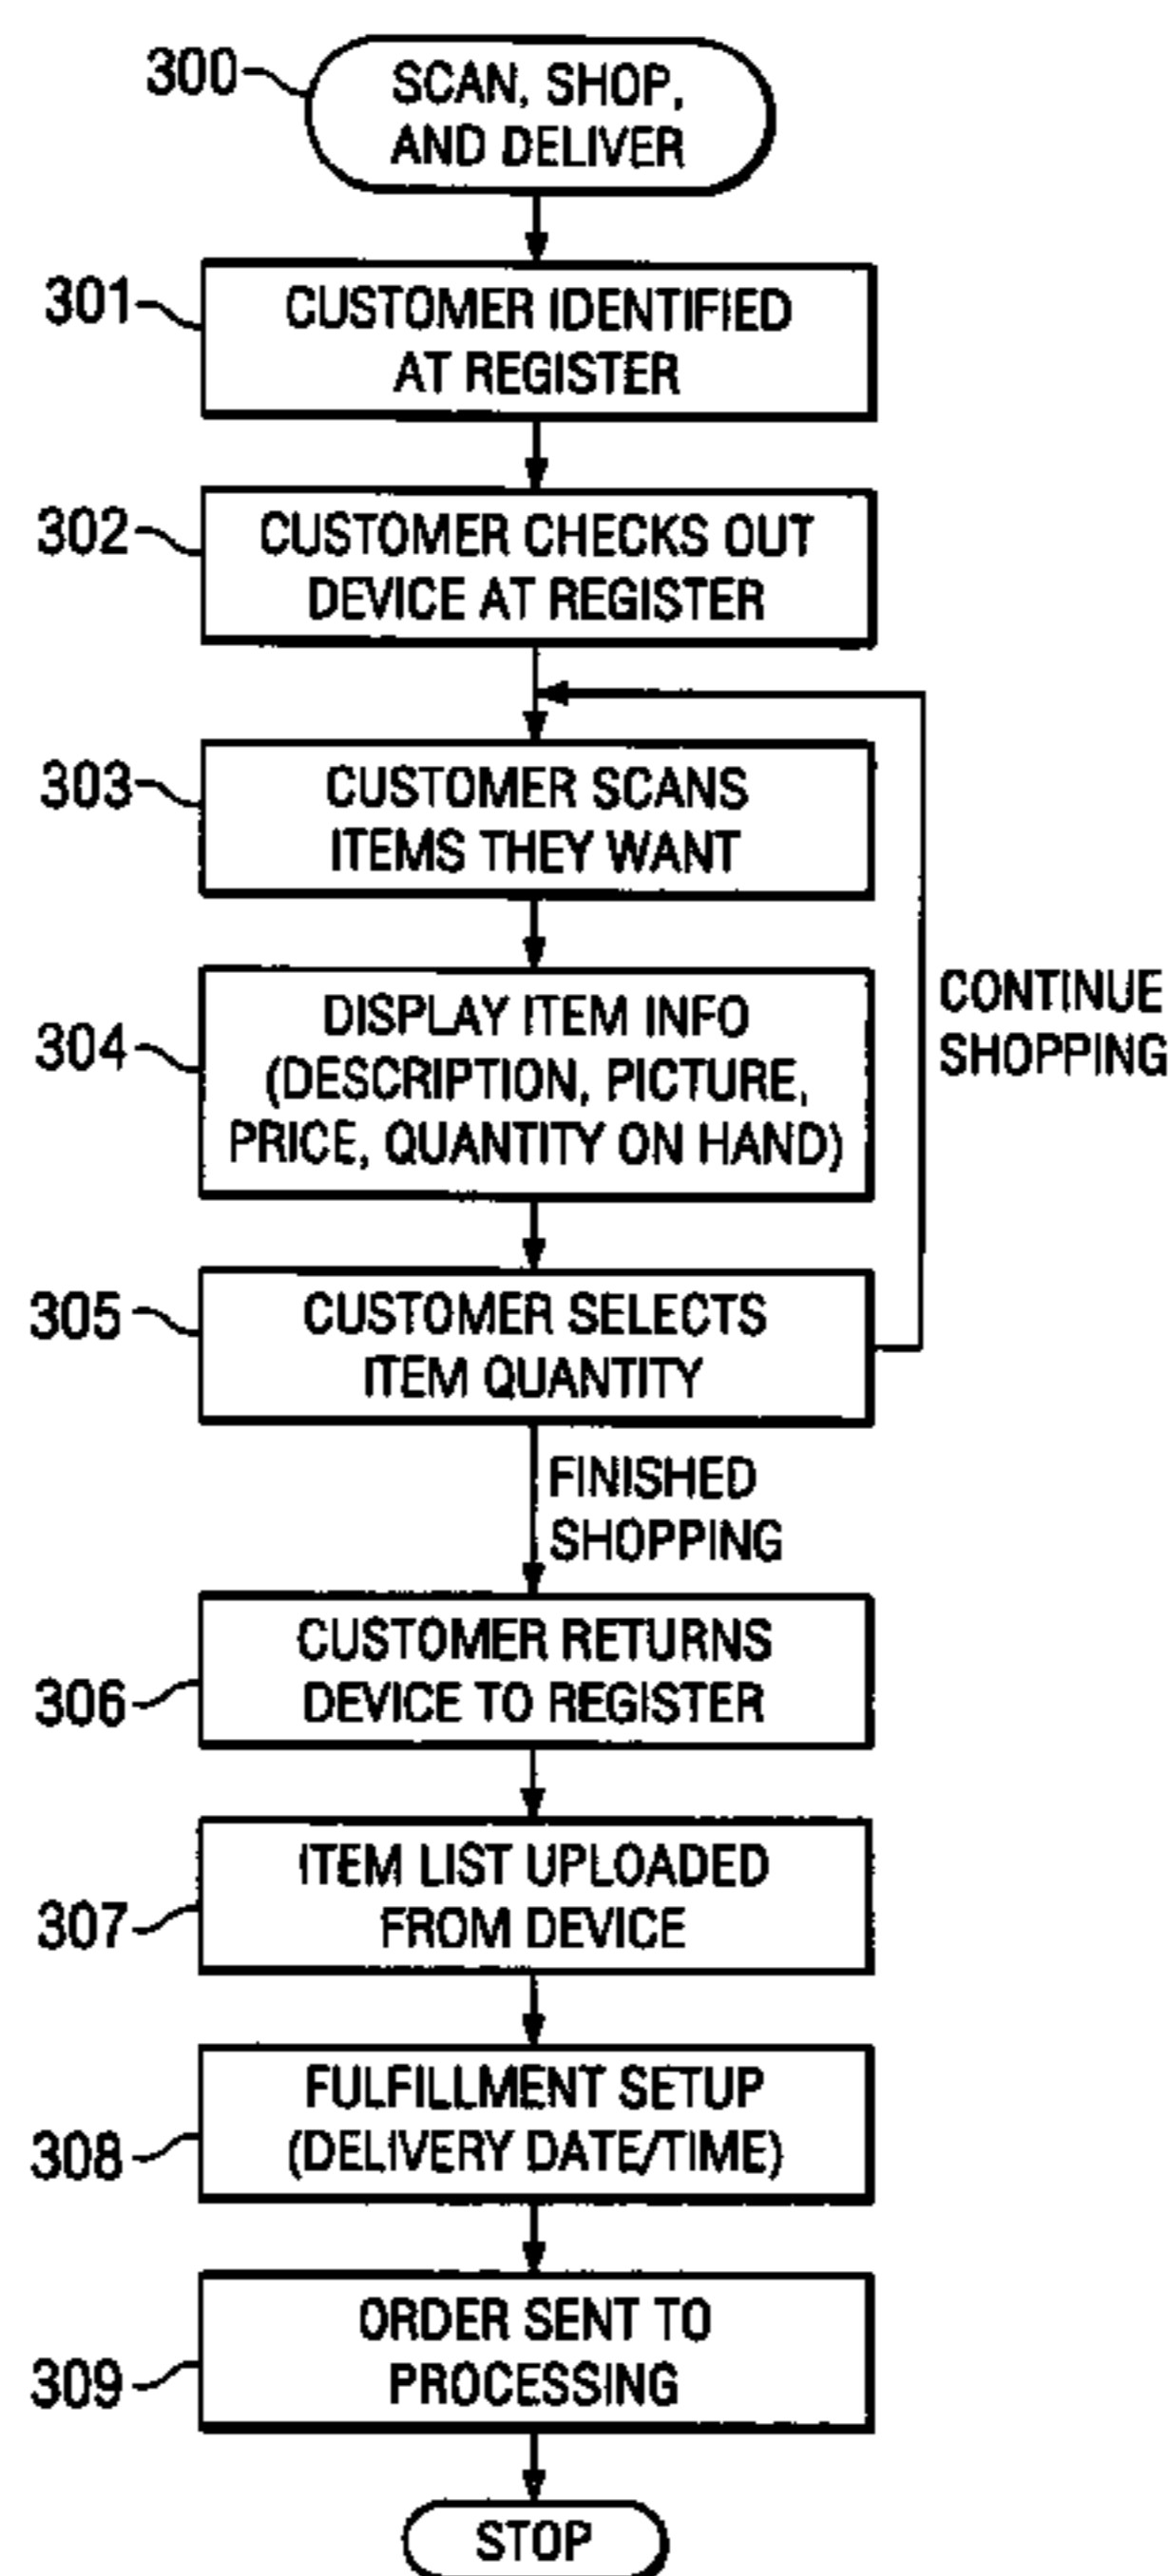 300
SCAN, SHOP,
AND DELIVER
301
CUSTOMER IDENTIFIED
AT REGISTER
302
CUSTOMER CHECKS OUT
DEVICE AT REGISTER
303
CUSTOMER SCANS
ITEMS THEY WANT
304
DISPLAY ITEM INFO
(DESCRIPTION, PICTURE,
PRICE, QUANTITY ON HAND)
CONTINUE
SHOPPING
305
CUSTOMER SELECTS
ITEM QUANTITY
FINISHED
SHOPPING
306
CUSTOMER RETURNS
DEVICE TO REGISTER
307
ITEM LIST UPLOADED
FROM DEVICE
308
FULFILLMENT SETUP
(DELIVERY DATE/TIME)
309
ORDER SENT TO
PROCESSING
STOP